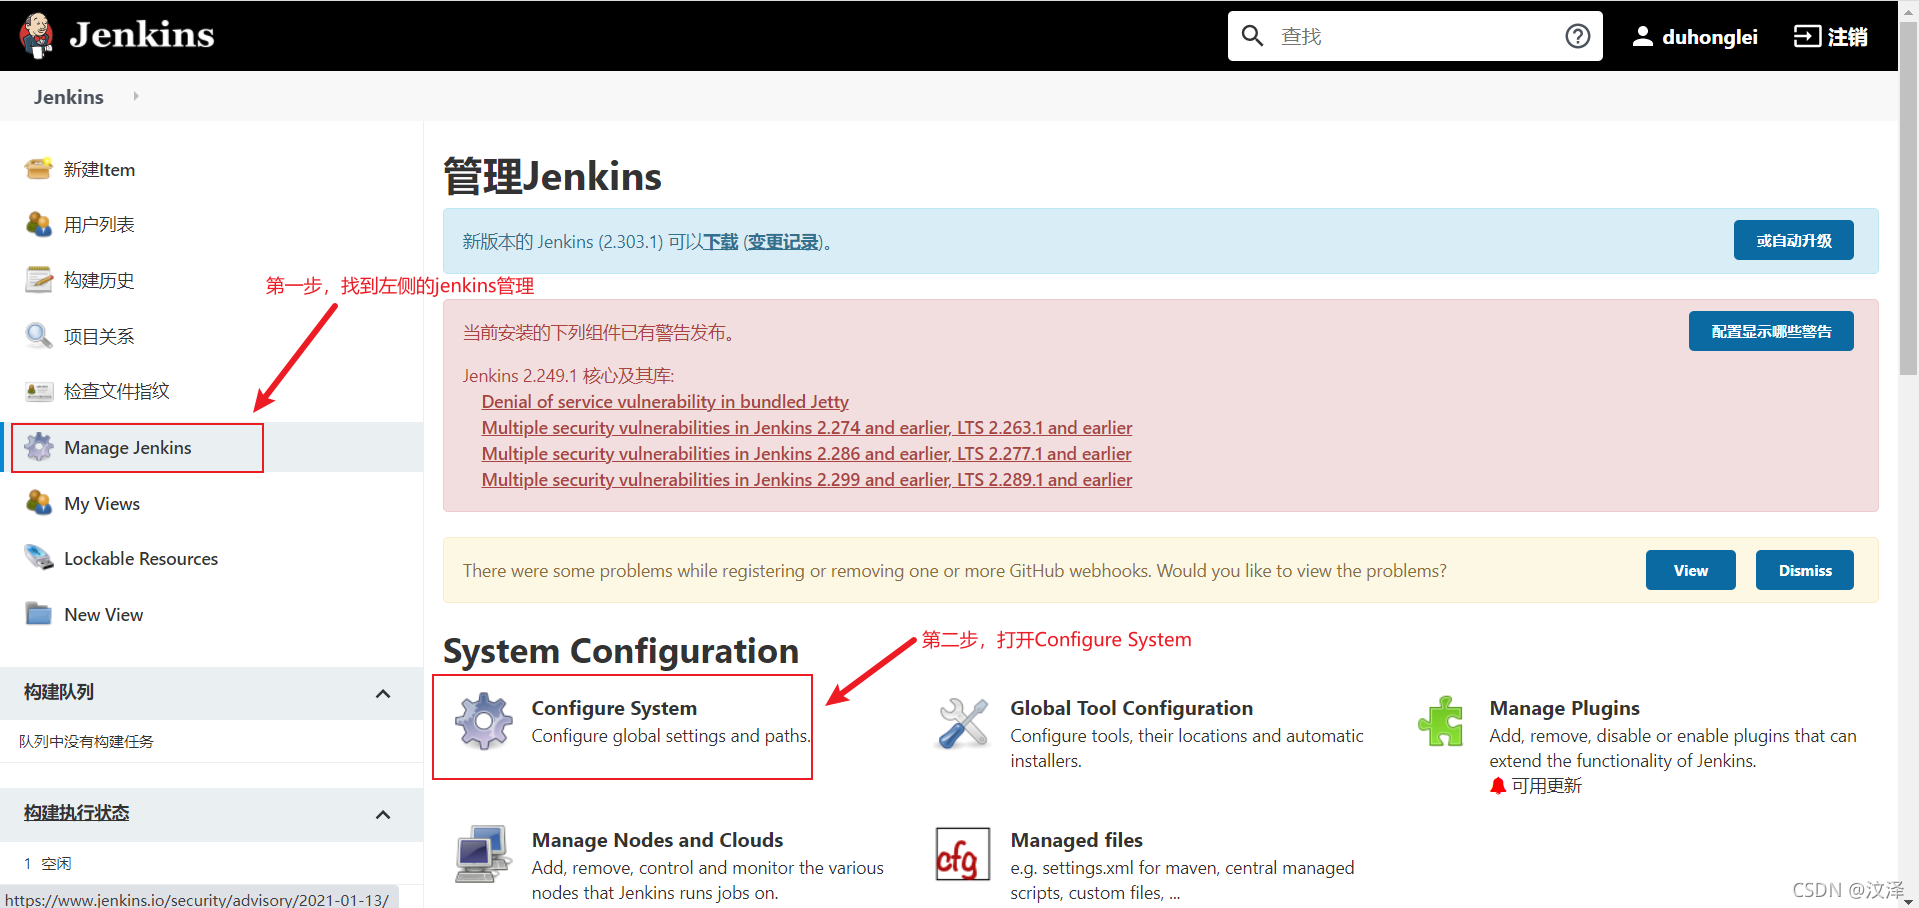 Jenkins
查找
duhonglei
注销
Jenkins
新建Item
用户列表
构建历史
项目关系
检查文件指纹
Manage Jenkins
My Views
Lockable Resources
New View
构建队列
队列中没有构建任务
构建执行状态
1 空闲
https://www.jenkins.io/security/advisory/2021-01-13/
第一步，找到左侧的jenkins管理
管理Jenkins
新版本的 Jenkins (2.303.1) 可以下载 (变更记录)。
或自动升级
当前安装的下列组件已有警告发布。
配置显示哪些警告
Jenkins 2.249.1 核心及其库:
Denial of service vulnerability in bundled Jetty
Multiple security vulnerabilities in Jenkins 2.274 and earlier, LTS 2.263.1 and earlier
Multiple security vulnerabilities in Jenkins 2.286 and earlier, LTS 2.277.1 and earlier
Multiple security vulnerabilities in Jenkins 2.299 and earlier, LTS 2.289.1 and earlier
There were some problems while registering or removing one or more GitHub webhooks. Would you like to view the problems?
View
Dismiss
System Configuration
第二步，打开Configure System
Configure System
Configure global settings and paths.
Global Tool Configuration
Configure tools, their locations and automatic
installers.
Manage Plugins
Add, remove, disable or enable plugins that can
extend the functionality of Jenkins.
可用更新
Manage Nodes and Clouds
Add, remove, control and monitor the various
nodes that Jenkins runs jobs on.
cfg
Managed files
e.g. settings.xml for maven, central managed
scripts, custom files, ...
CSDN @汶泽